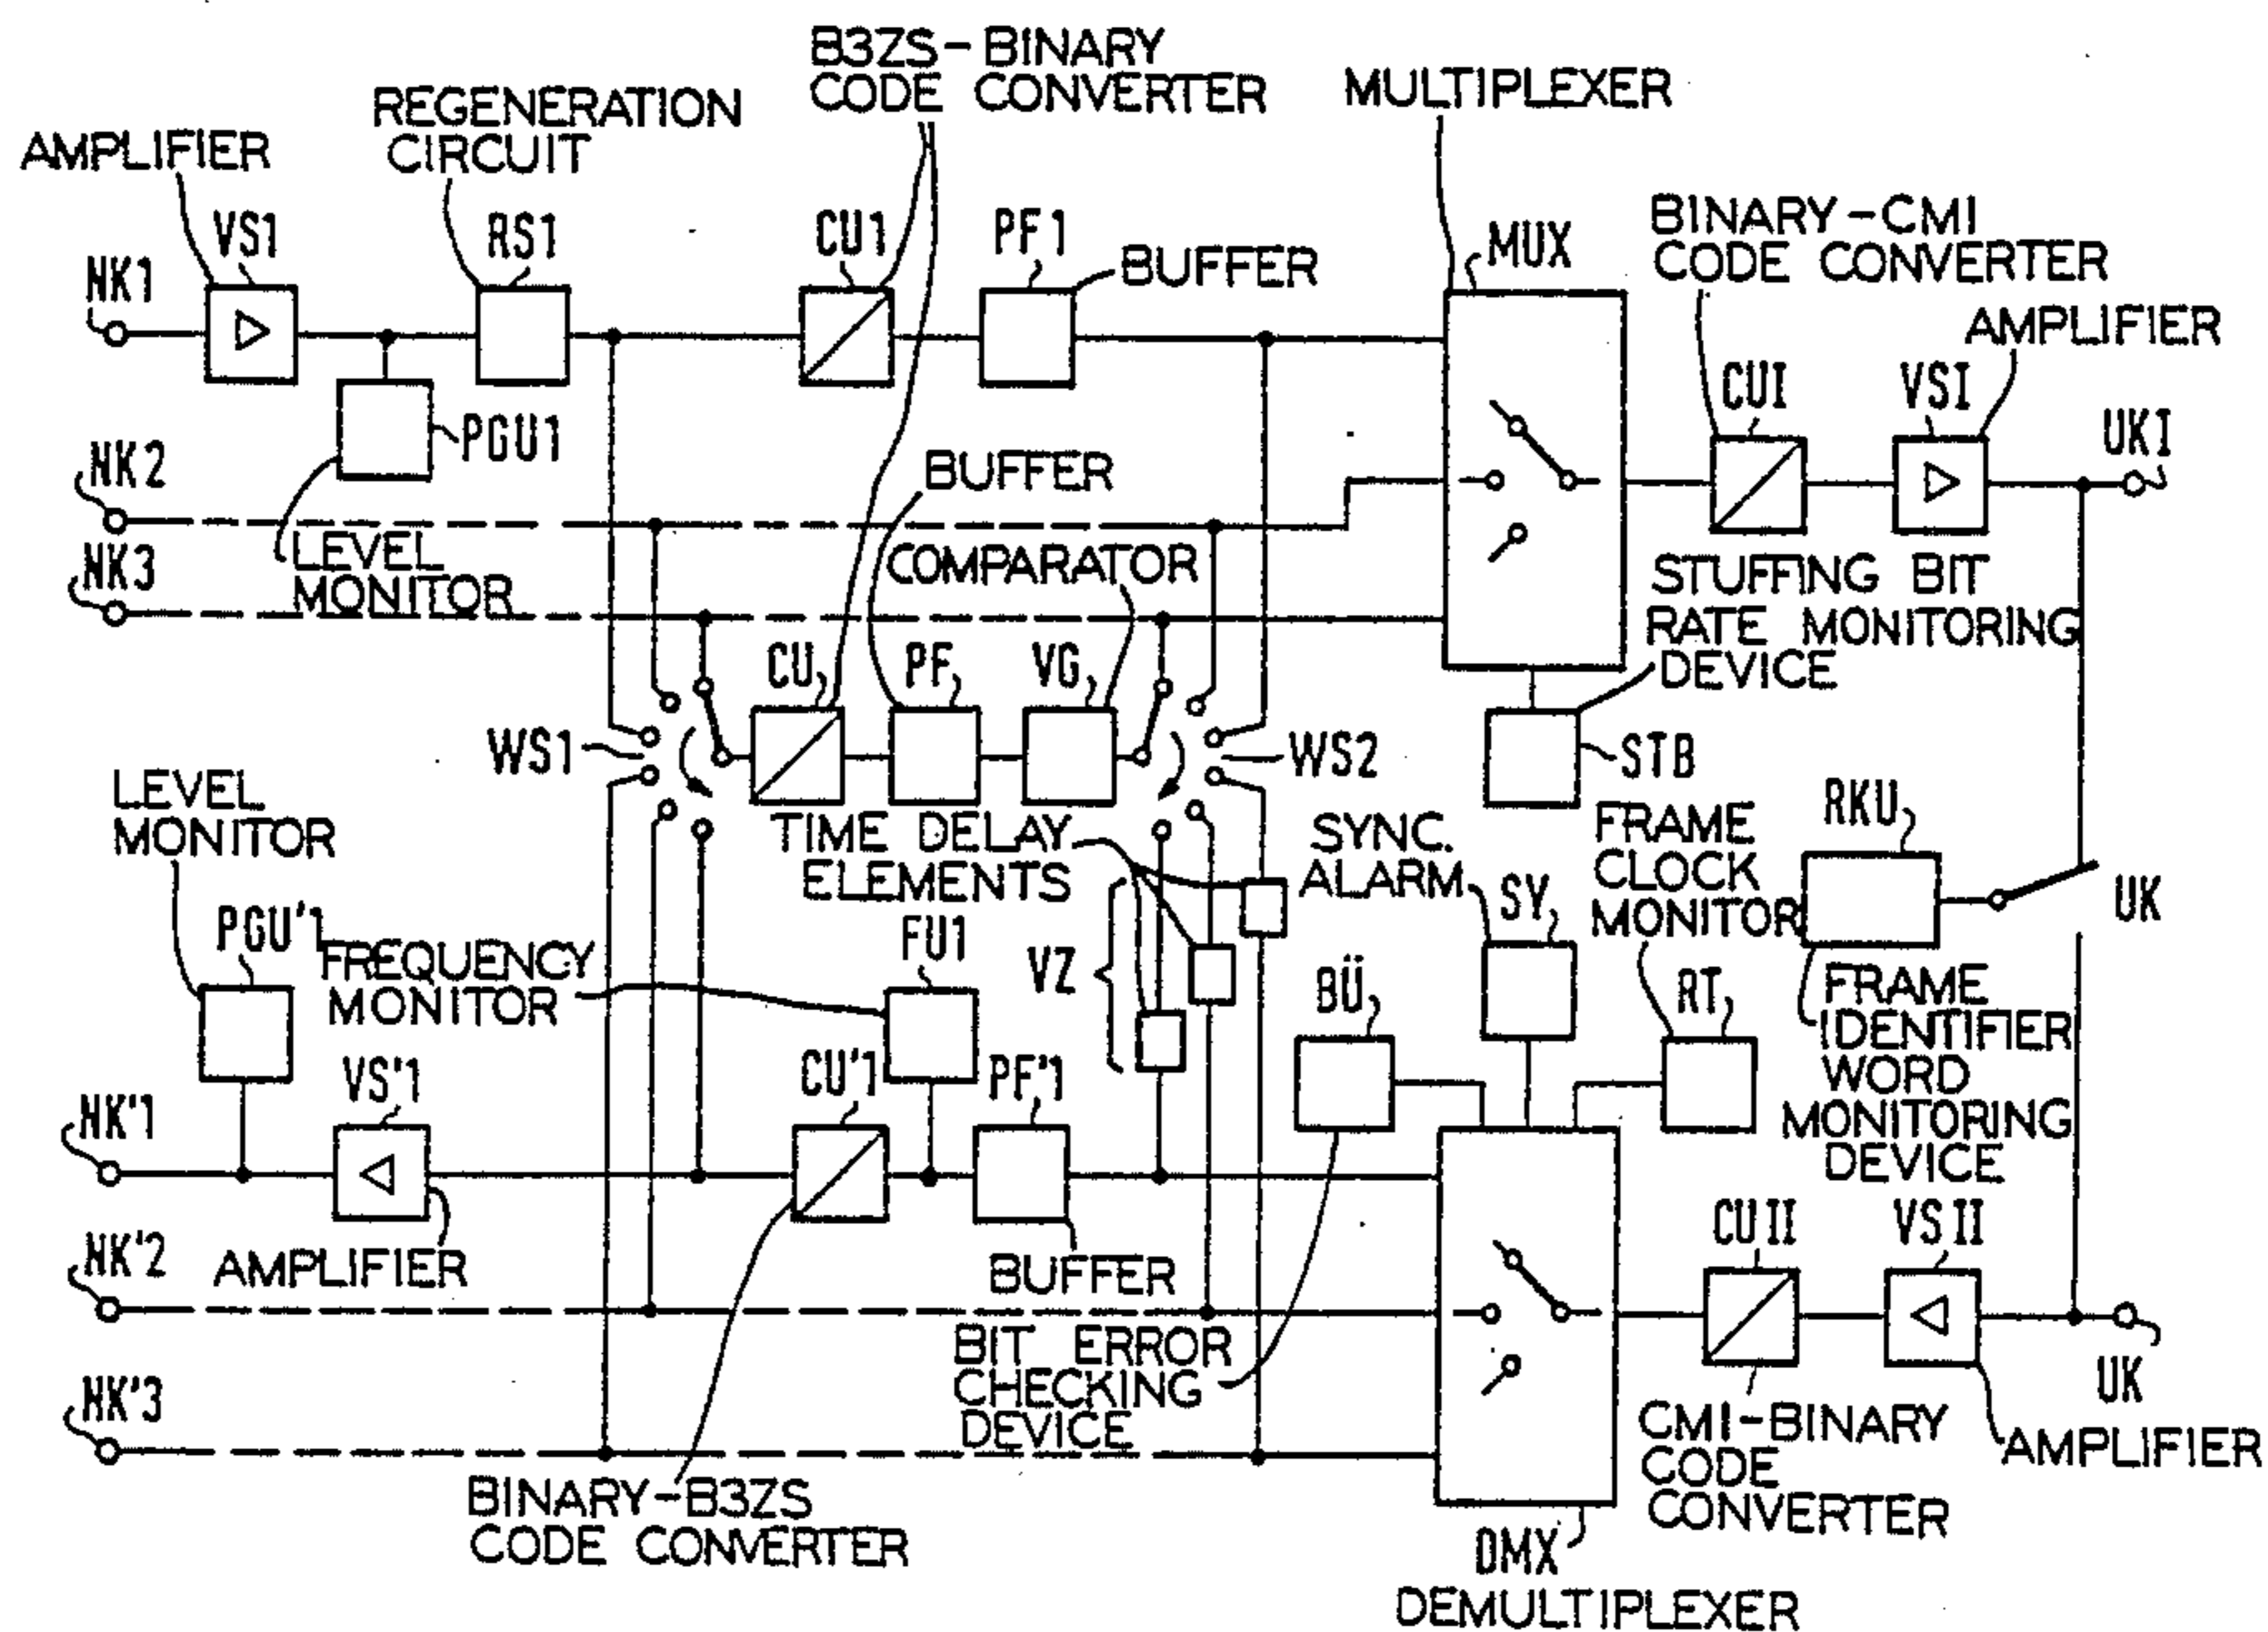 B3ZS-BINARY
CODE CONVERTER
MULTIPLEXER
REGENERATION
CIRCUIT
AMPLIFIER
VS1
RS1
CU1
PF1
BUFFER
MUX
BINARY-CMI
CODE CONVERTER
AMPLIFIER
NK1
PGU1
CUI
VSI
UKI
NK2
BUFFER
LEVEL
MONITOR
NK3
COMPARATOR
STUFFING BIT
RATE MONITORING
DEVICE
CU
PF
VG
WS1
WS2
STB
LEVEL
MONITOR
TIME DELAY
ELEMENTS
SYNC.
ALARM
FRAME
CLOCK
MONITOR
RKU
UK
PGU'1
FREQUENCY
MONITOR
FU1
VZ
BÜ
SY
RT
FRAME
IDENTIFIER
WORD
MONITORING
DEVICE
NK'1
VS'1
CU'1
PF'1
CUII
VSII
NK'2
AMPLIFIER
BUFFER
BIT ERROR
CHECKING
DEVICE
UK
NK'3
CMI-BINARY
CODE
CONVERTER
AMPLIFIER
BINARY-B3ZS
CODE CONVERTER
DMX
DEMULTIPLEXER